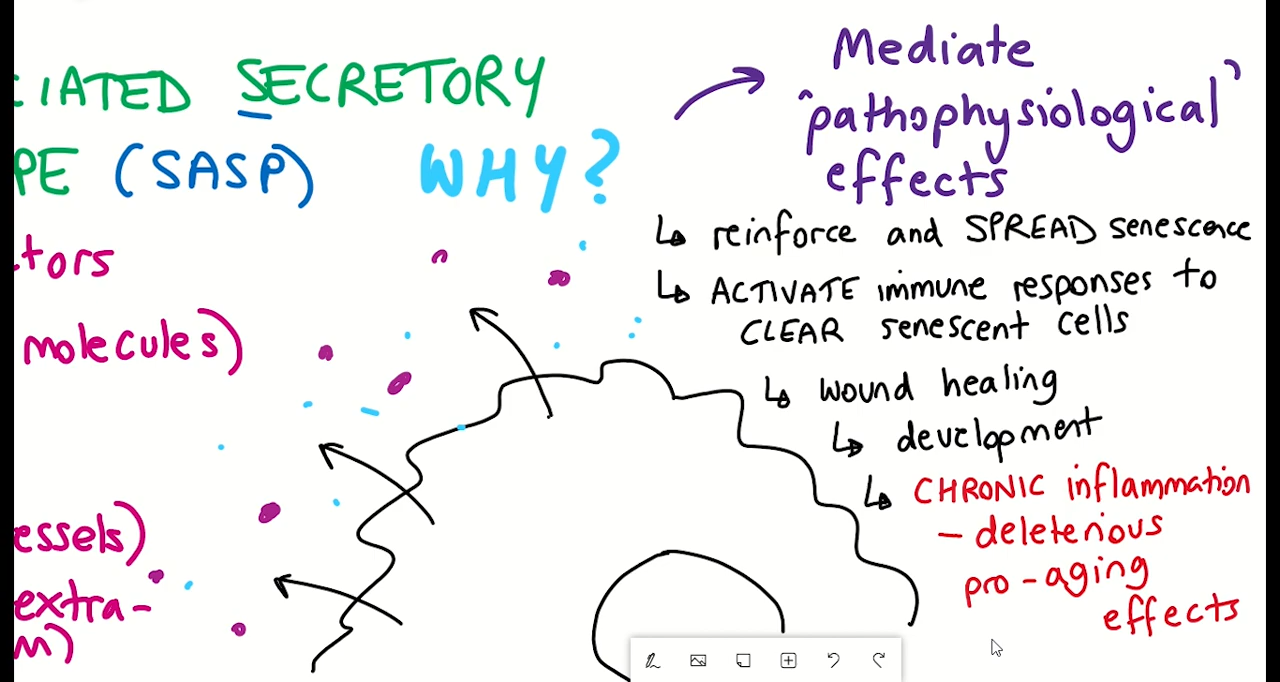 CIATED SECRETORY
PE (SASP)
WHY?
tors
molecules)
essels)
extra-
m)
Mediate
"pathophysiological"
effects
↳ reinforce and SPREAD senescence
↳ ACTIVATE immune responses to
CLEAR senescent cells
↳ wound healing
↳ development
↳ CHRONIC inflammation
- deleterious
pro-aging
effects